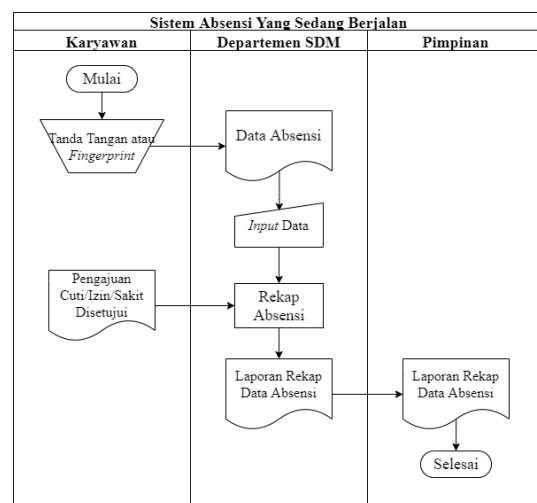 Sistem Absensi Yang Sedang Berjalan
Karyawan
Departemen SDM
Pimpinan
Mulai
Tanda Tangan atau
Fingerprint
Data Absensi
Input Data
Pengajuan
Cuti/Izin/Sakit
Disetujui
Rekap
Absensi
Laporan Rekap
Data Absensi
Laporan Rekap
Data Absensi
Selesai